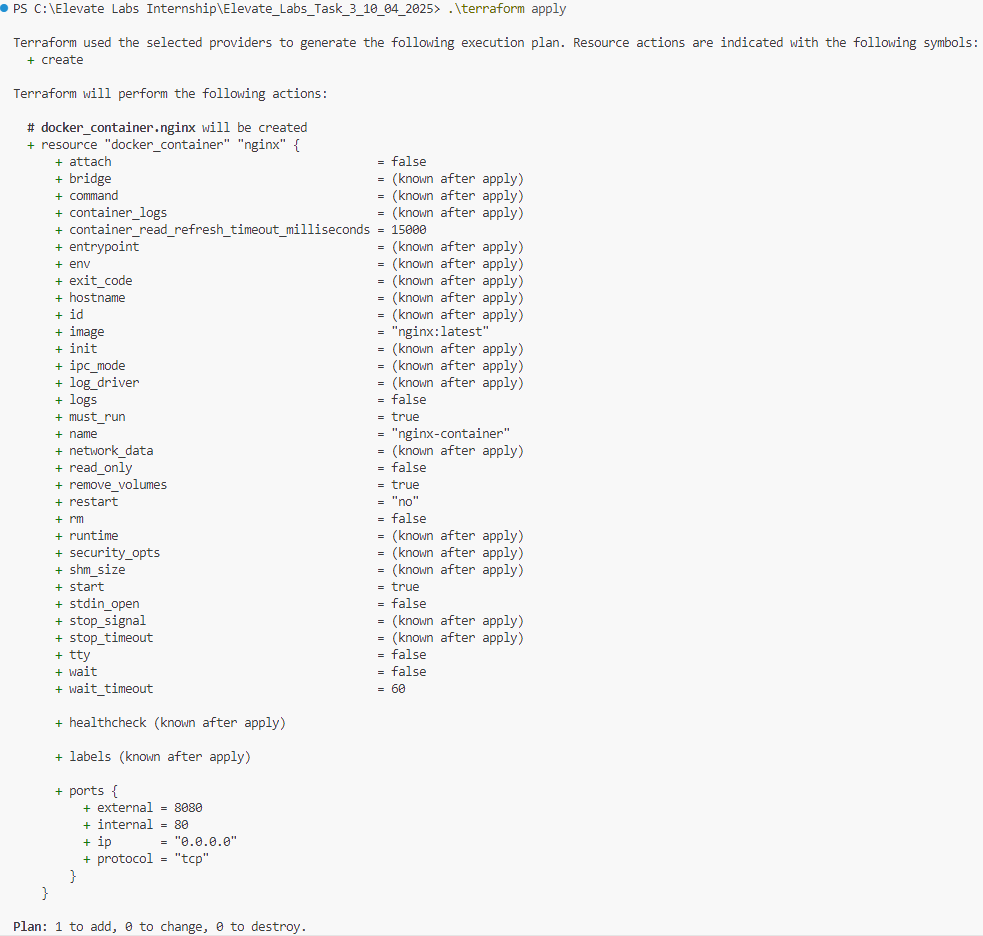 PS C:\Elevate Labs Internship\Elevate_Labs_Task_3_10_04_2025> .\terraform apply
Terraform used the selected providers to generate the following execution plan. Resource actions are indicated with the following symbols:
+ create
Terraform will perform the following actions:
# docker_container.nginx will be created
+ resource "docker_container" "nginx" {
+ attach = false
+ bridge = (known after apply)
+ command = (known after apply)
+ container_logs = (known after apply)
+ container_read_refresh_timeout_milliseconds = 15000
+ entrypoint = (known after apply)
+ env = (known after apply)
+ exit_code = (known after apply)
+ hostname = (known after apply)
+ id = (known after apply)
+ image = "nginx:latest"
+ init = (known after apply)
+ ipc_mode = (known after apply)
+ log_driver = (known after apply)
+ logs = false
+ must_run = true
+ name = "nginx-container"
+ network_data = (known after apply)
+ read_only = false
+ remove_volumes = true
+ restart = "no"
+ rm = false
+ runtime = (known after apply)
+ security_opts = (known after apply)
+ shm_size = (known after apply)
+ start = true
+ stdin_open = false
+ stop_signal = (known after apply)
+ stop_timeout = (known after apply)
+ tty = false
+ wait = false
+ wait_timeout = 60
+ healthcheck (known after apply)
+ labels (known after apply)
+ ports {
+ external = 8080
+ internal = 80
+ ip = "0.0.0.0"
+ protocol = "tcp"
}
}
Plan: 1 to add, 0 to change, 0 to destroy.